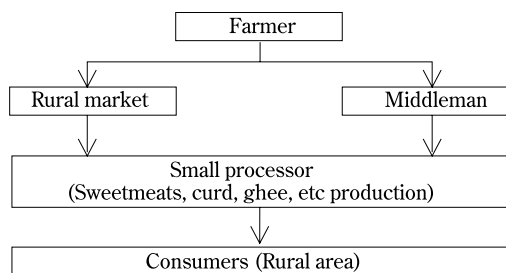 Farmer
Rural market
Middleman
Small processor
(Sweetmeats, curd, ghee, etc production)
Consumers (Rural area)